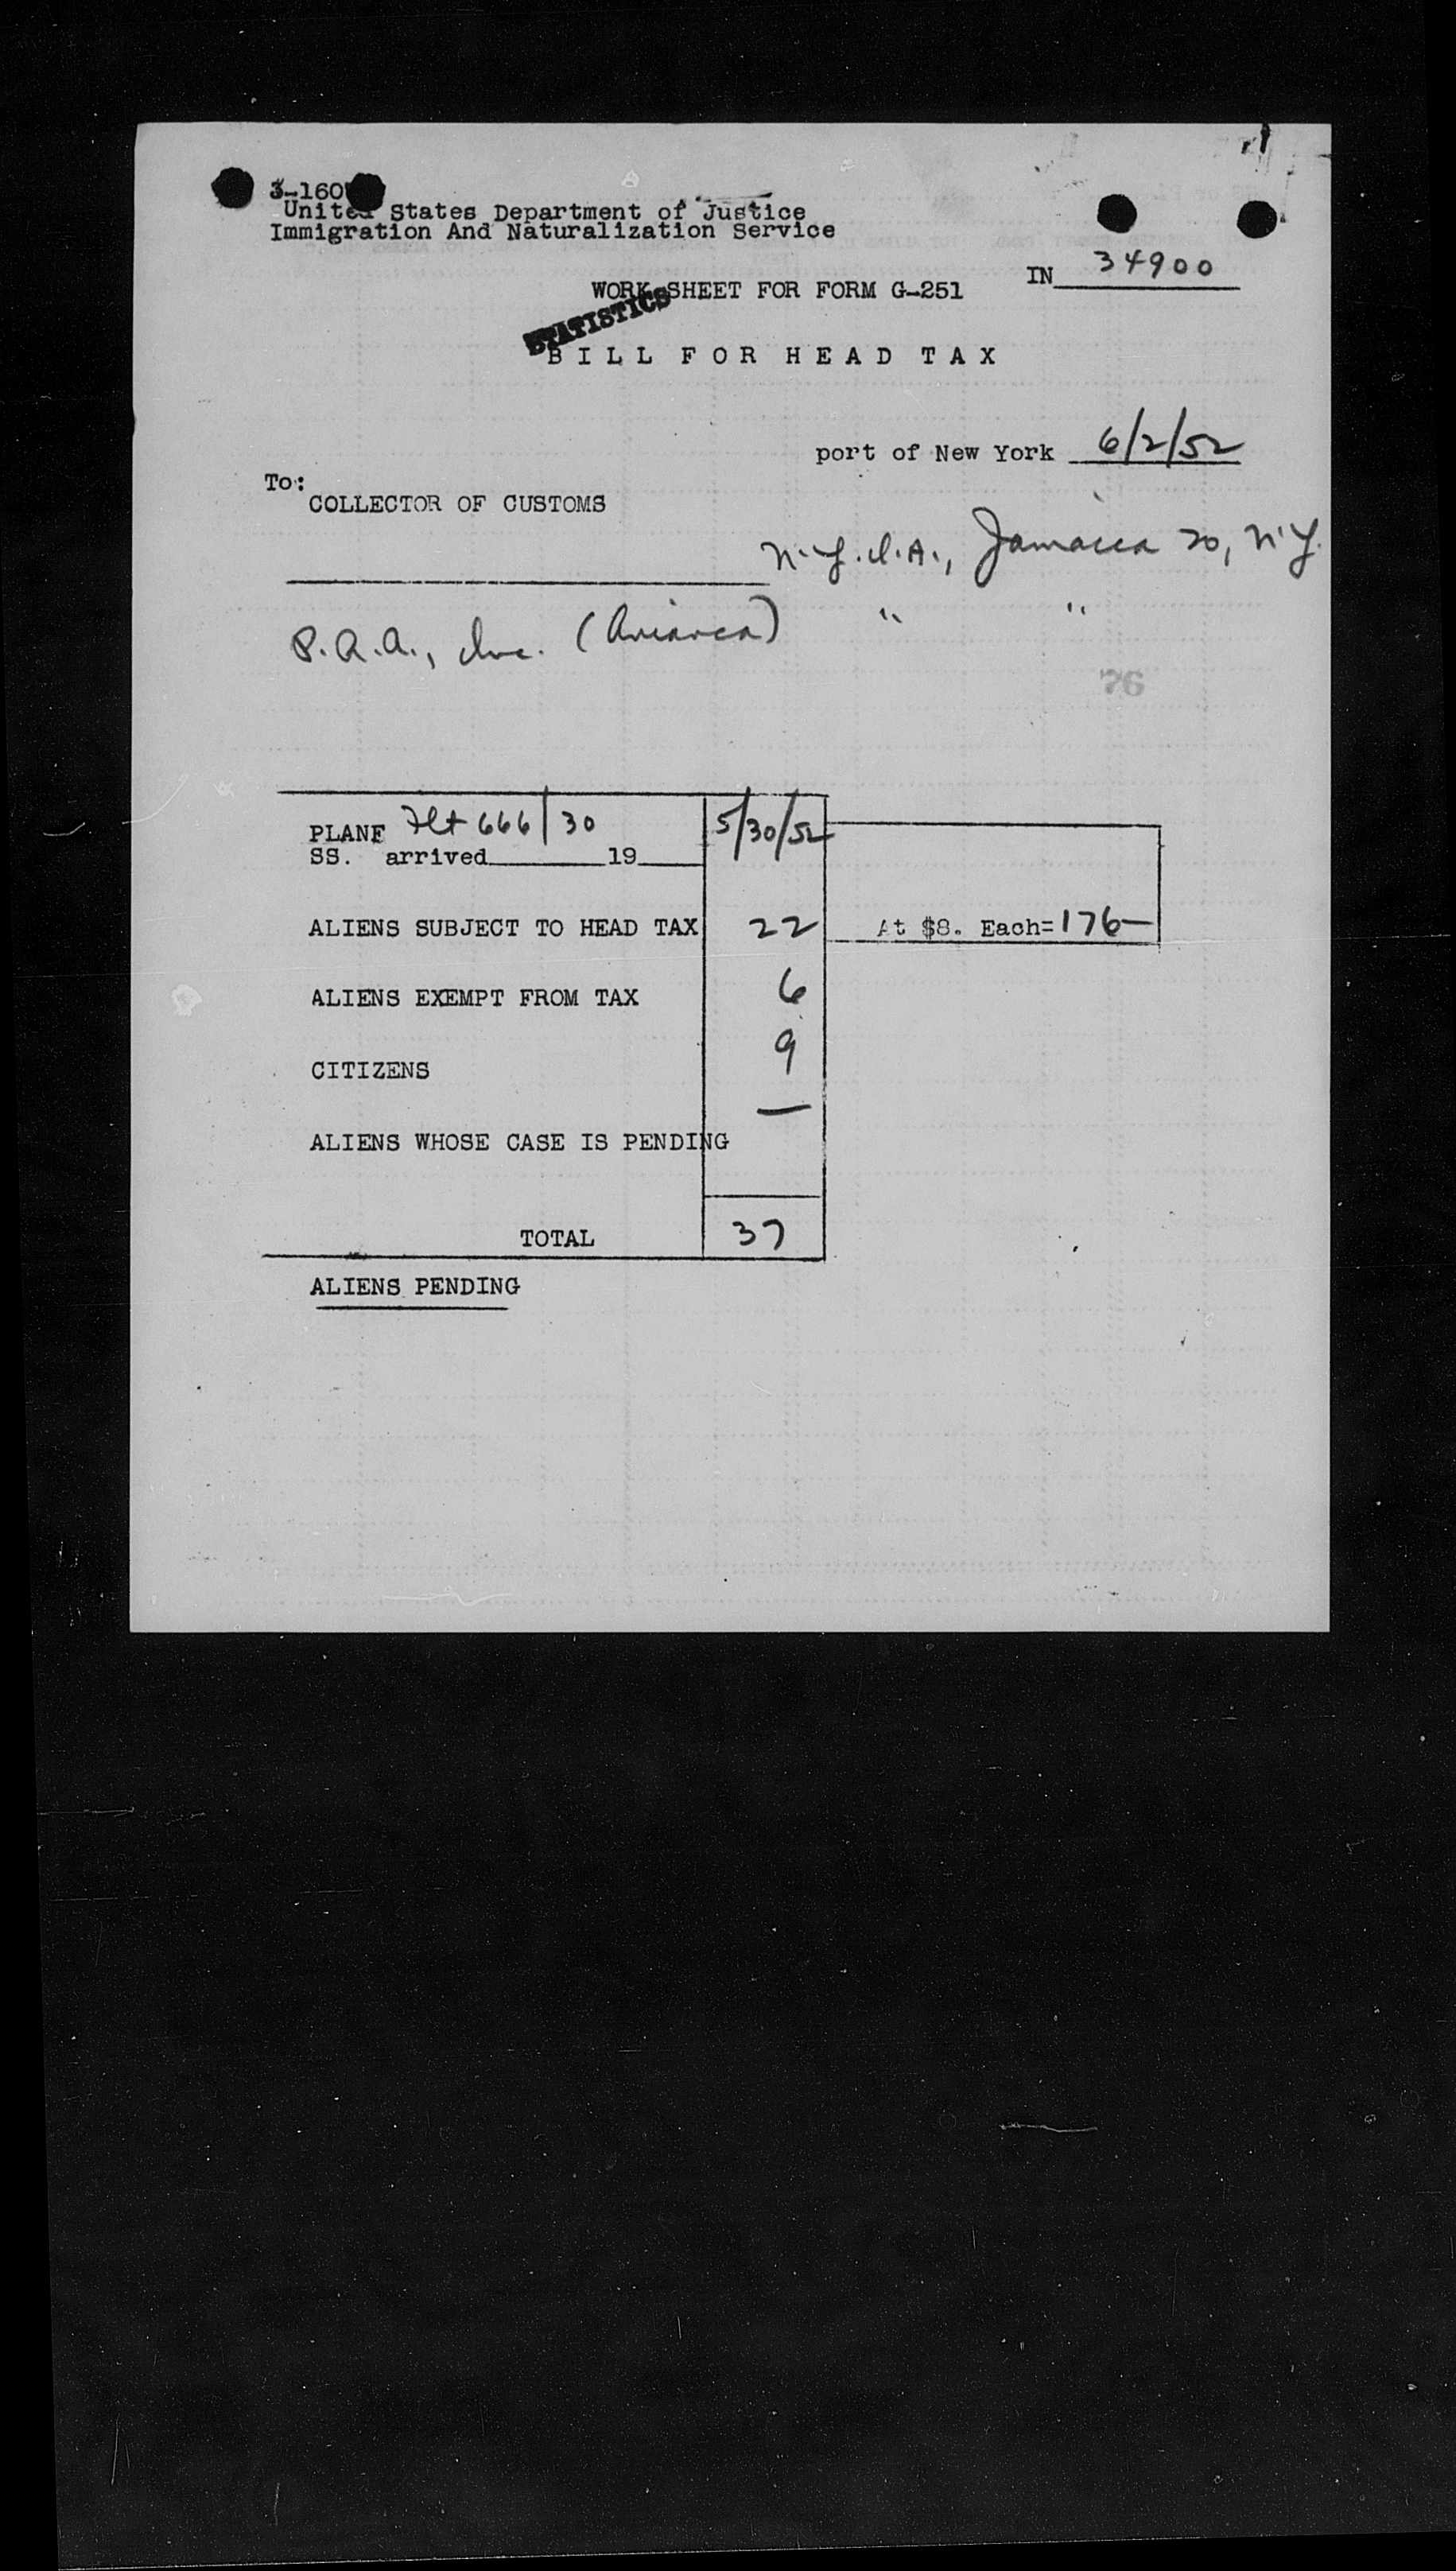 3-160
United States Department of Justice
Immigration And Naturalization Service
IN 34900
WORK SHEET FOR FORM G-251
STATISTICS
BILL FOR HEAD TAX
port of New York 6/2/52
To:
COLLECTOR OF CUSTOMS
N.Y.I.A., Jamaica 20, N.Y.
P.A.A., Inc. (Avianca) " "
76
PLANE Flt 666/30 5/30/52
SS. arrived 19
ALIENS SUBJECT TO HEAD TAX 22 At $8. Each= 176—
ALIENS EXEMPT FROM TAX 6
CITIZENS 9
ALIENS WHOSE CASE IS PENDING —
TOTAL 37
ALIENS PENDING